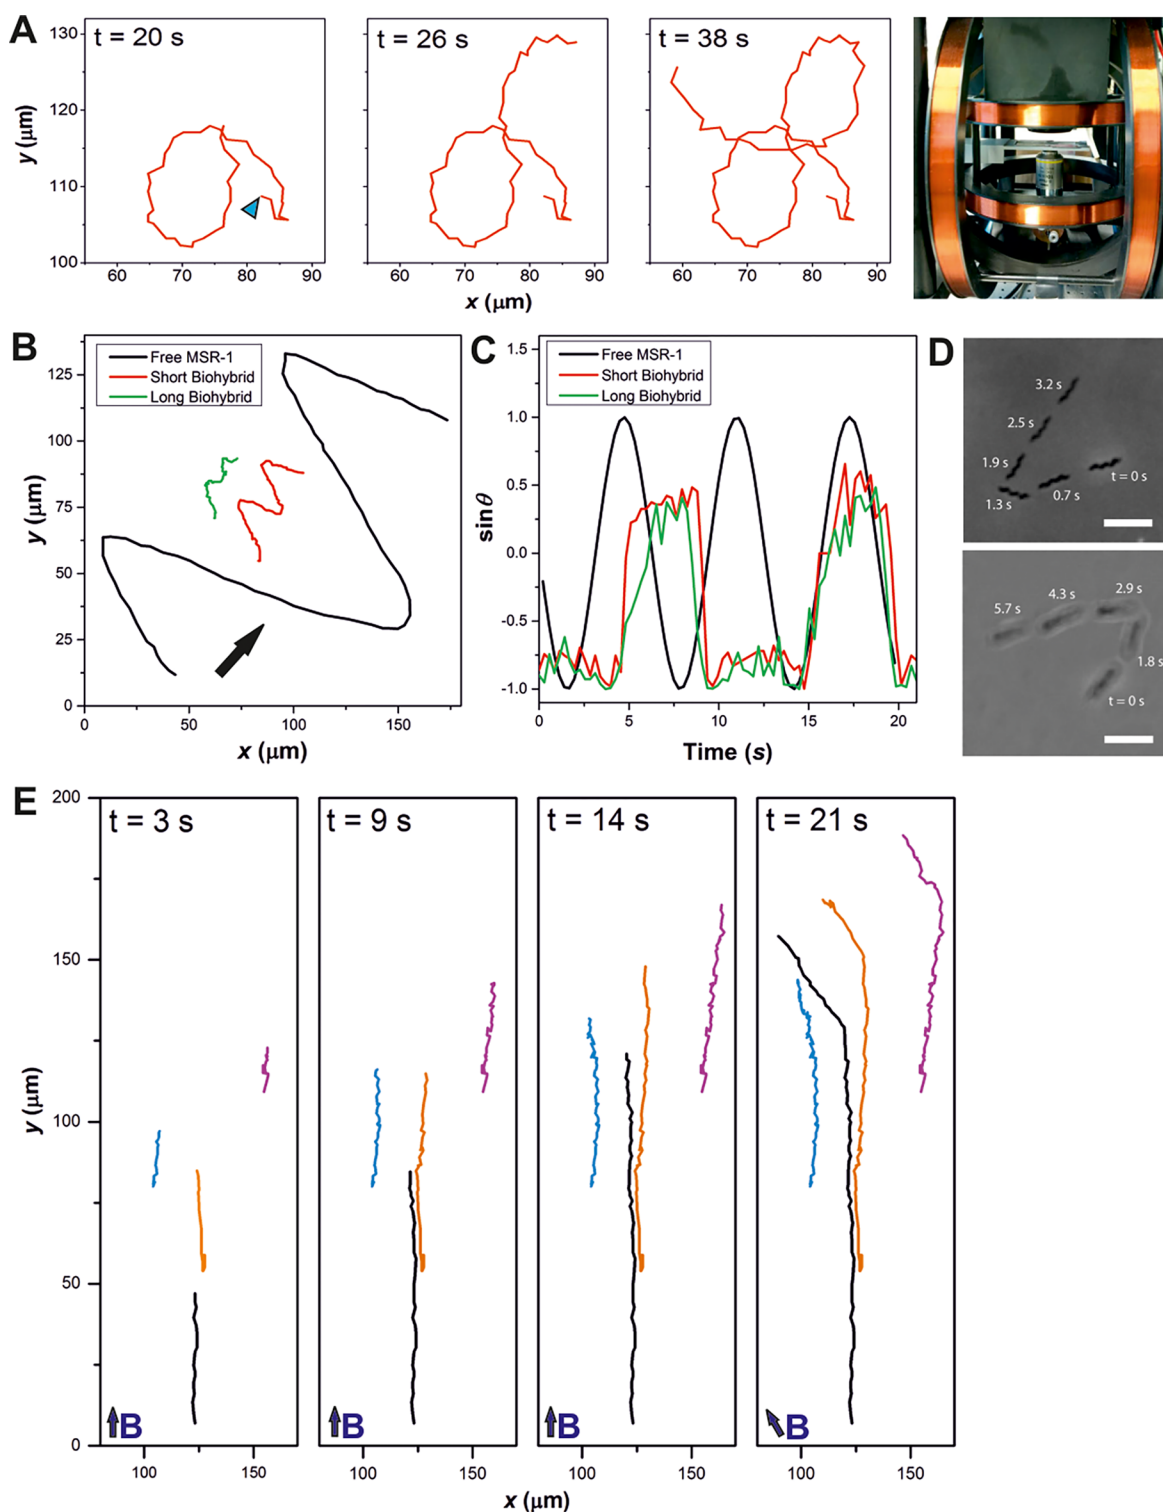 A
t = 20 s
t = 26 s
t = 38 s
130
120
110
100
y (μm)
60 70 80 90
60 70 80 90
60 70 80 90
x (μm)
B
Free MSR-1
Short Biohybrid
Long Biohybrid
125
100
75
50
25
0
y (μm)
0 50 100 150
x (μm)
C
Free MSR-1
Short Biohybrid
Long Biohybrid
1.5
1.0
0.5
0.0
-0.5
-1.0
sinθ
0 5 10 15 20
Time (s)
D
3.2 s
2.5 s
1.9 s
t = 0 s
1.3 s
0.7 s
2.9 s
4.3 s
5.7 s
1.8 s
t = 0 s
E
200
150
100
50
0
y (μm)
t = 3 s
t = 9 s
t = 14 s
t = 21 s
B
B
B
B
100 150
100 150
100 150
100 150
x (μm)